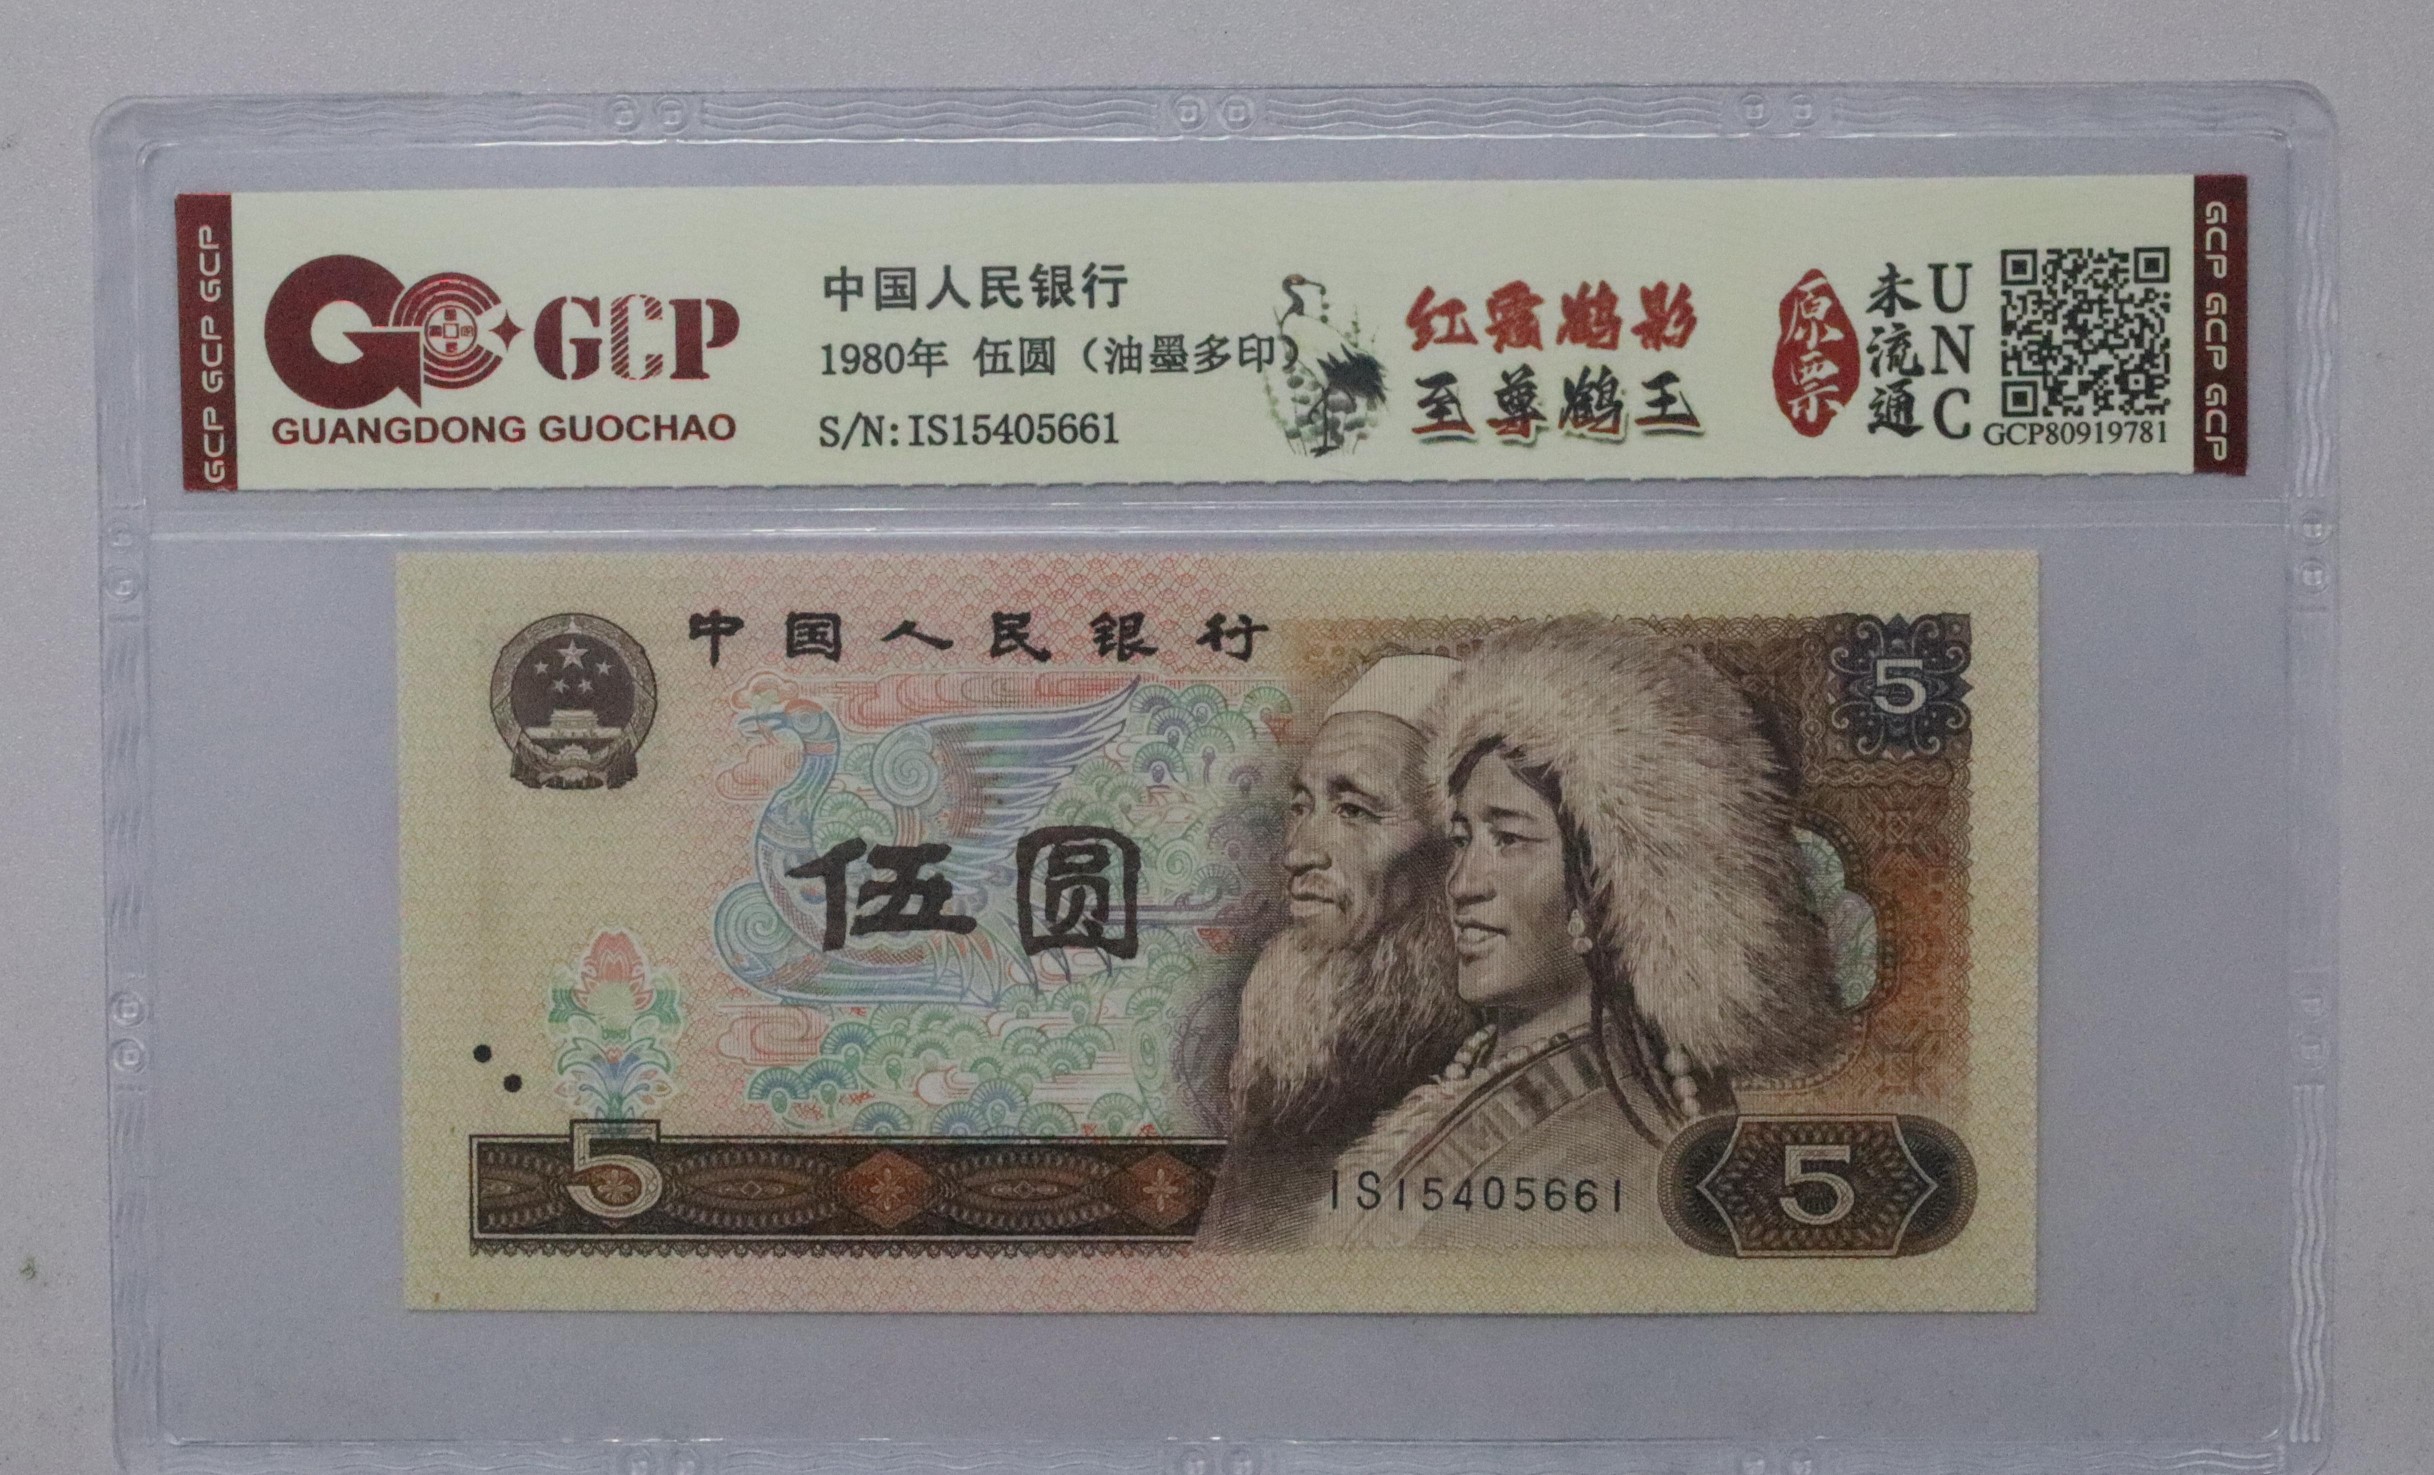 GCP GCP GCP
GCP
GUANGDONG GUOCHAO
中国人民银行
1980年 伍圆（油墨多印）
S/N:IS15405661
红霞鹤影
至尊鹤王
原票
未流通
UNC
GCP80919781
GCP GCP GCP
中国人民银行
5
伍圆
5
IS15405661
5